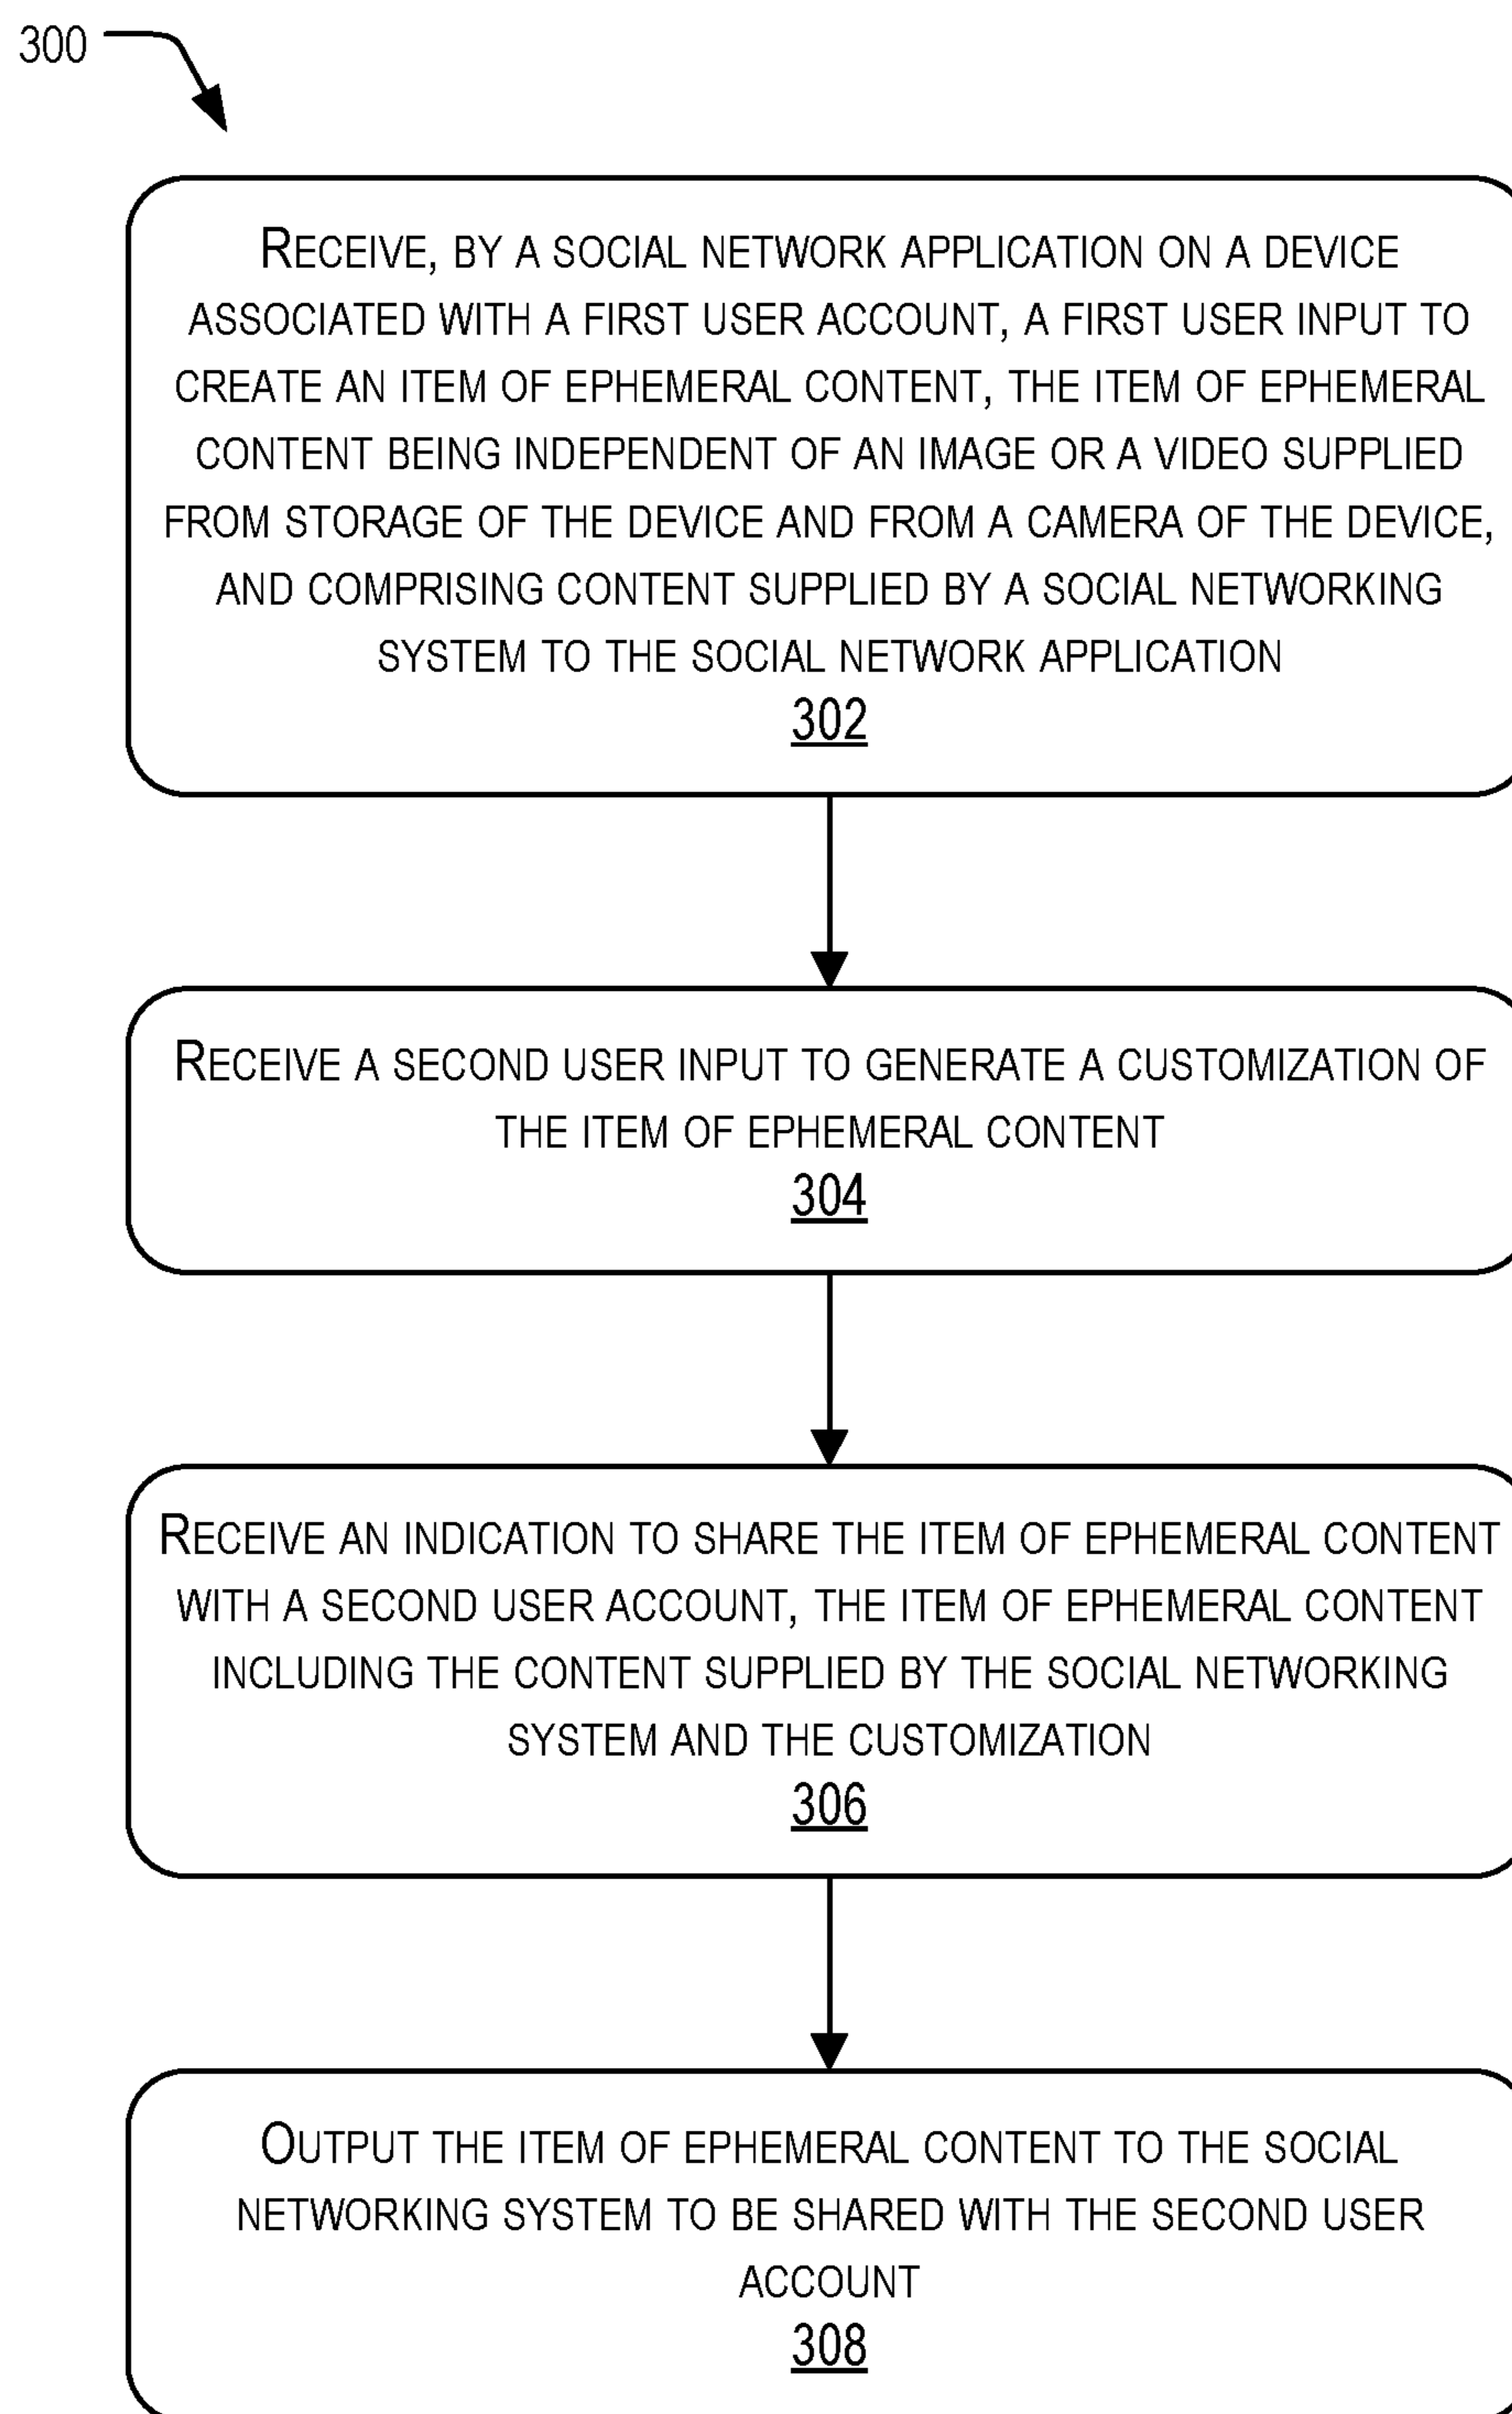 300
Receive, by a social network application on a device
associated with a first user account, a first user input to
create an item of ephemeral content, the item of ephemeral
content being independent of an image or a video supplied
from storage of the device and from a camera of the device,
and comprising content supplied by a social networking
system to the social network application
302
Receive a second user input to generate a customization of
the item of ephemeral content
304
Receive an indication to share the item of ephemeral content
with a second user account, the item of ephemeral content
including the content supplied by the social networking
system and the customization
306
Output the item of ephemeral content to the social
networking system to be shared with the second user
account
308